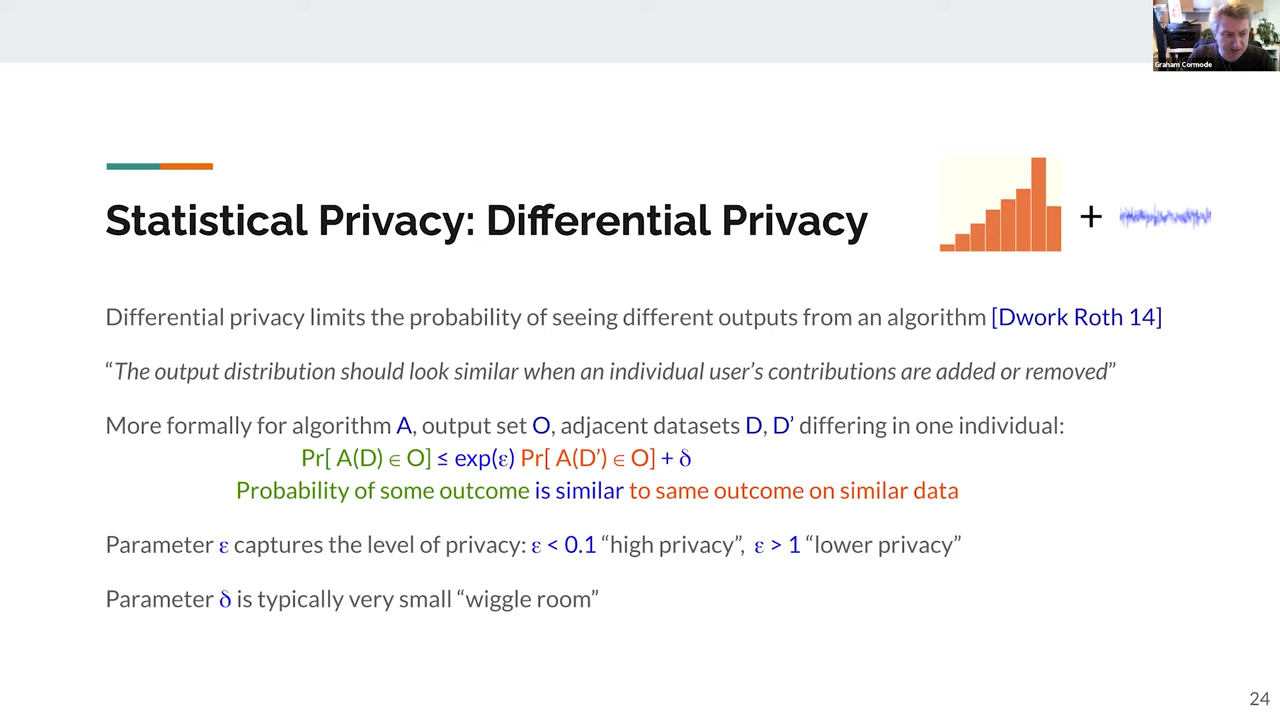 Graham Cormode
Statistical Privacy: Differential Privacy
+
Differential privacy limits the probability of seeing different outputs from an algorithm [Dwork Roth 14]
“The output distribution should look similar when an individual user’s contributions are added or removed”
More formally for algorithm A, output set O, adjacent datasets D, D’ differing in one individual:
Pr[ A(D) ∈ O] ≤ exp(ε) Pr[ A(D’) ∈ O] + δ
Probability of some outcome is similar to same outcome on similar data
Parameter ε captures the level of privacy: ε < 0.1 “high priv”, ε > 1 “lower privacy”
Parameter δ is typically very small “wiggle room”
24